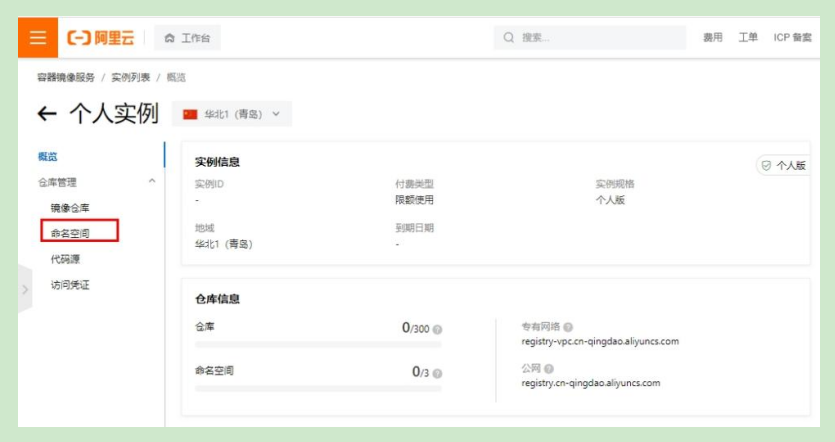 阿里云 工作台 搜索... 费用 工单 ICP 备案
容器镜像服务 / 实例列表 / 概览
个人实例 华北1（青岛）
概览
仓库管理
镜像仓库
命名空间
代码源
访问凭证
实例信息
个人版
实例ID 付费类型 实例规格
- 限额使用 个人版
地域 到期日期
华北1（青岛） -
仓库信息
仓库 0/300
命名空间 0/3
专有网络
registry-vpc.cn-qingdao.aliyuncs.com
公网
registry.cn-qingdao.aliyuncs.com